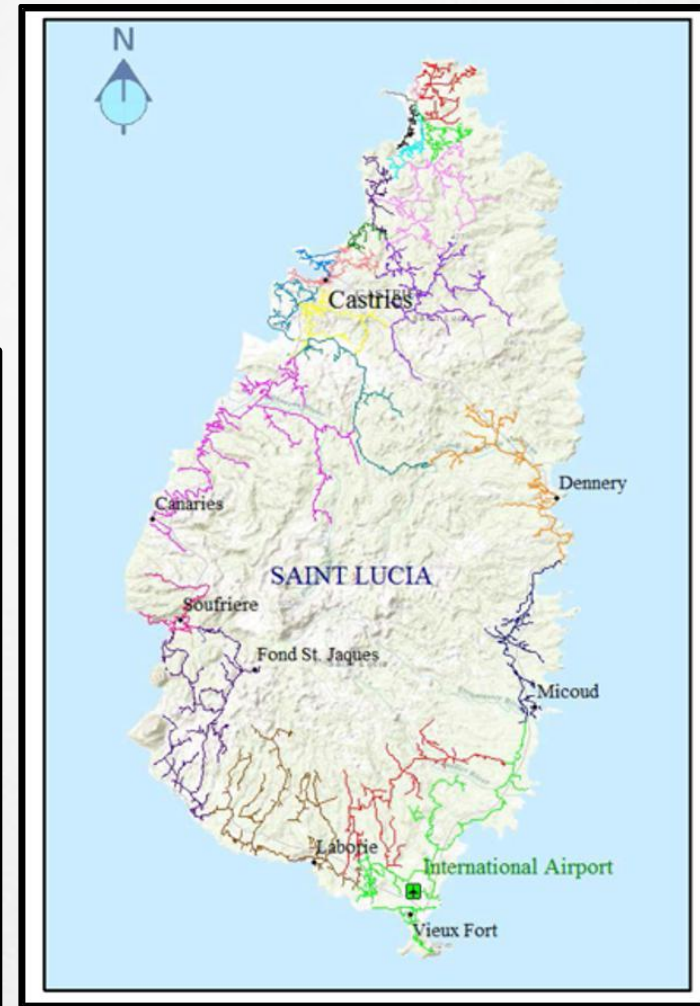 N
Castries
Dennery
Canaries
SAINT LUCIA
Soufriere
Fond St. Jaques
Micoud
Laborie
International Airport
Vieux Fort